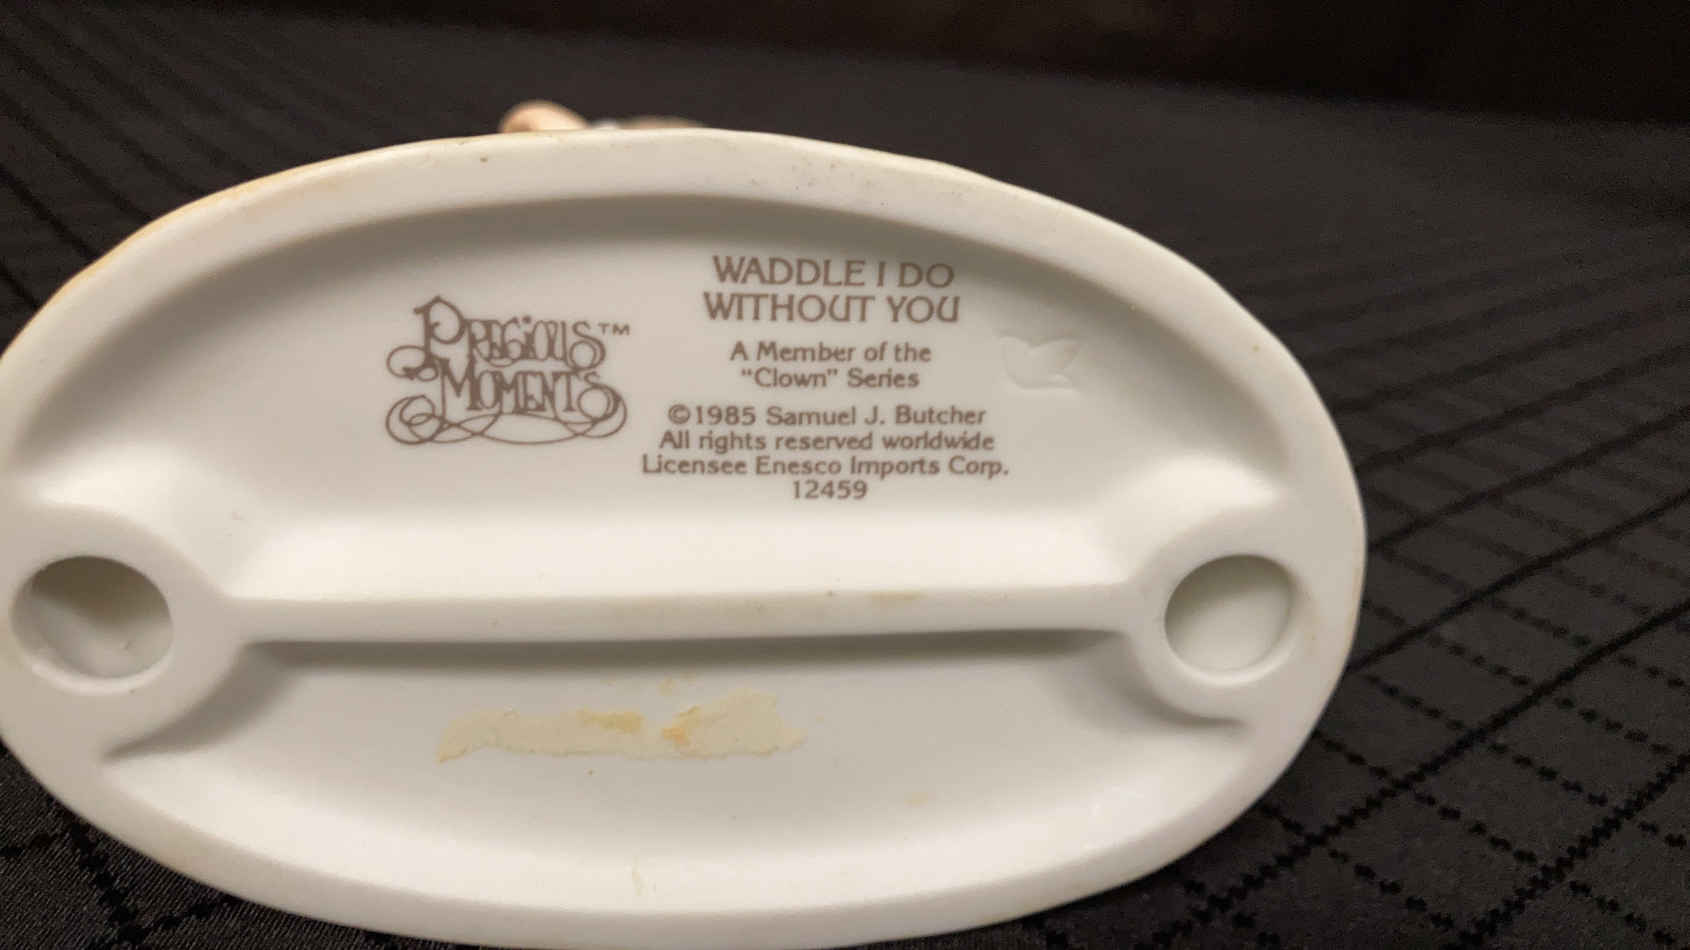 PRECIOUS™
MOMENTS
WADDLE I DO
WITHOUT YOU
A Member of the
"Clown" Series
©1985 Samuel J. Butcher
All rights reserved worldwide
Licensee Enesco Imports Corp.
12459